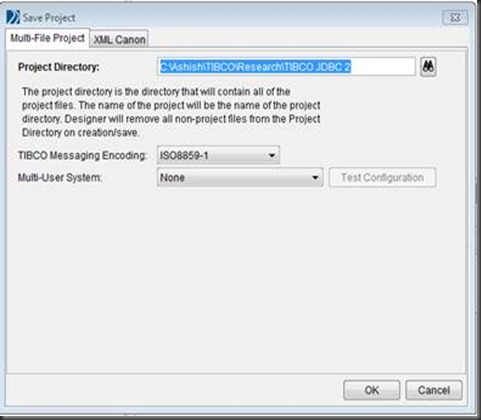 Save Project
Multi-File Project XML Canon
Project Directory: C:\Ashish\TIBCO\Research\TIBCO JDBC 2
The project directory is the directory that will contain all of the
project files. The name of the project will be the name of the project
directory. Designer will remove all non-project files from the Project
Directory on creation/save.
TIBCO Messaging Encoding: ISO8859-1
Multi-User System: None Test Configuration
OK Cancel